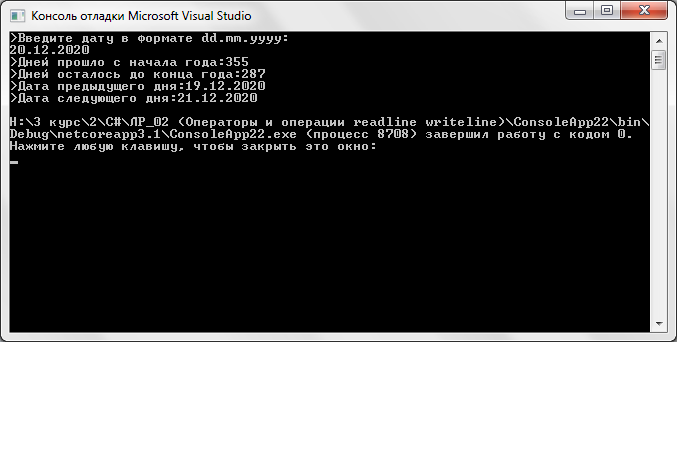 Консоль отладки Microsoft Visual Studio
>Введите дату в формате dd.mm.yyyy:
20.12.2020
>Дней прошло с начала года:355
>Дней осталось до конца года:287
>Дата предыдущего дня:19.12.2020
>Дата следующего дня:21.12.2020
H:\3 курс\2\C#\ЛР_02 (Операторы и операции readline writeline)\ConsoleApp22\bin\
Debug\netcoreapp3.1\ConsoleApp22.exe (процесс 8708) завершил работу с кодом 0.
Нажмите любую клавишу, чтобы закрыть это окно: